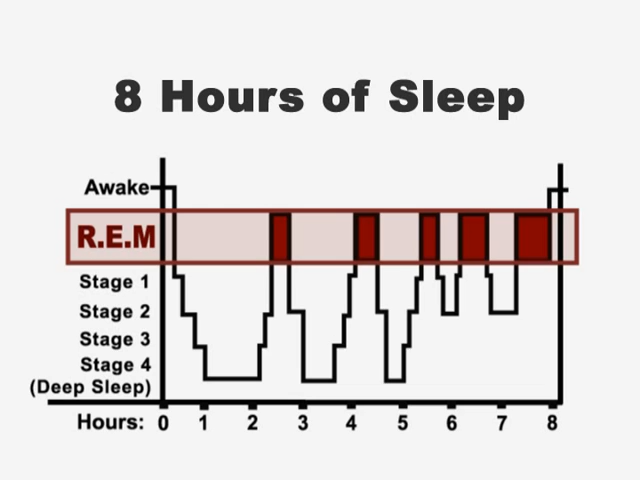 8 Hours of Sleep
Awake
R.E.M
Stage 1
Stage 2
Stage 3
Stage 4
(Deep Sleep)
Hours: 0 1 2 3 4 5 6 7 8